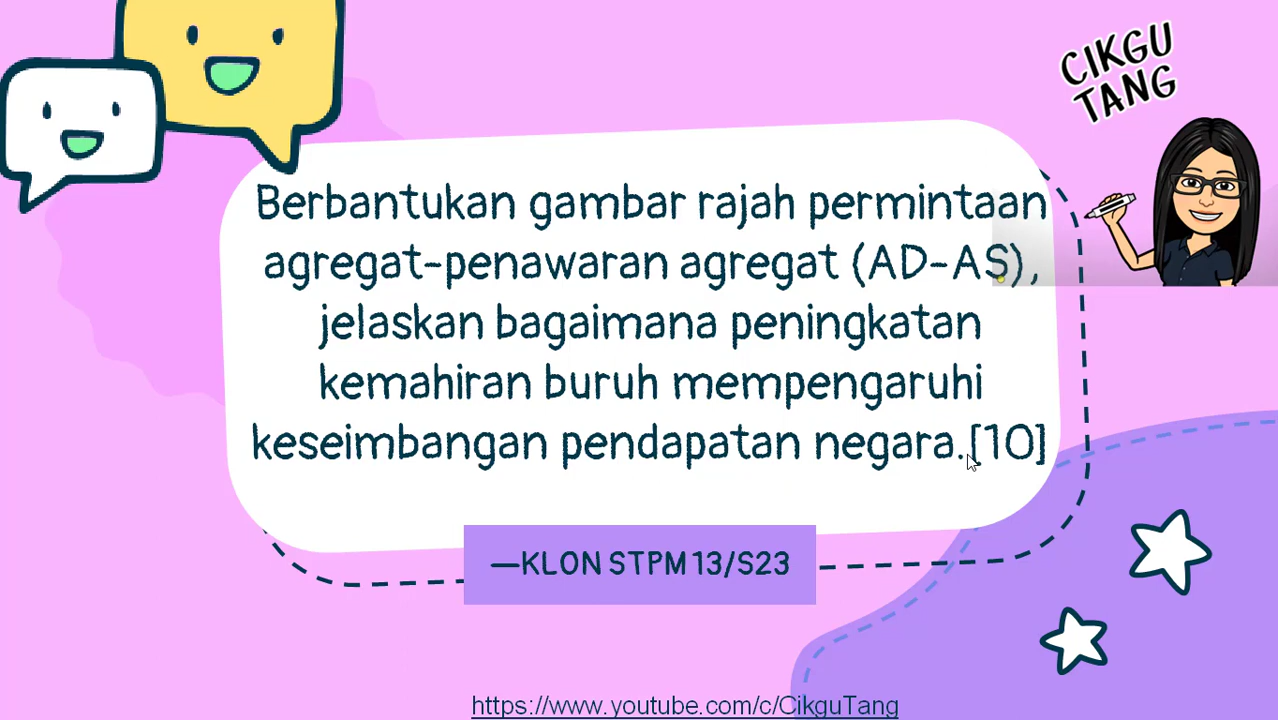 CIKGU
TANG
Berbantukan gambar rajah permintaan
agregat-penawaran agregat (AD-AS),
jelaskan bagaimana peningkatan
kemahiran buruh mempengaruhi
keseimbangan pendapatan negara.[10]
—KLON STPM 13/S23
https://www.youtube.com/c/CikguTang